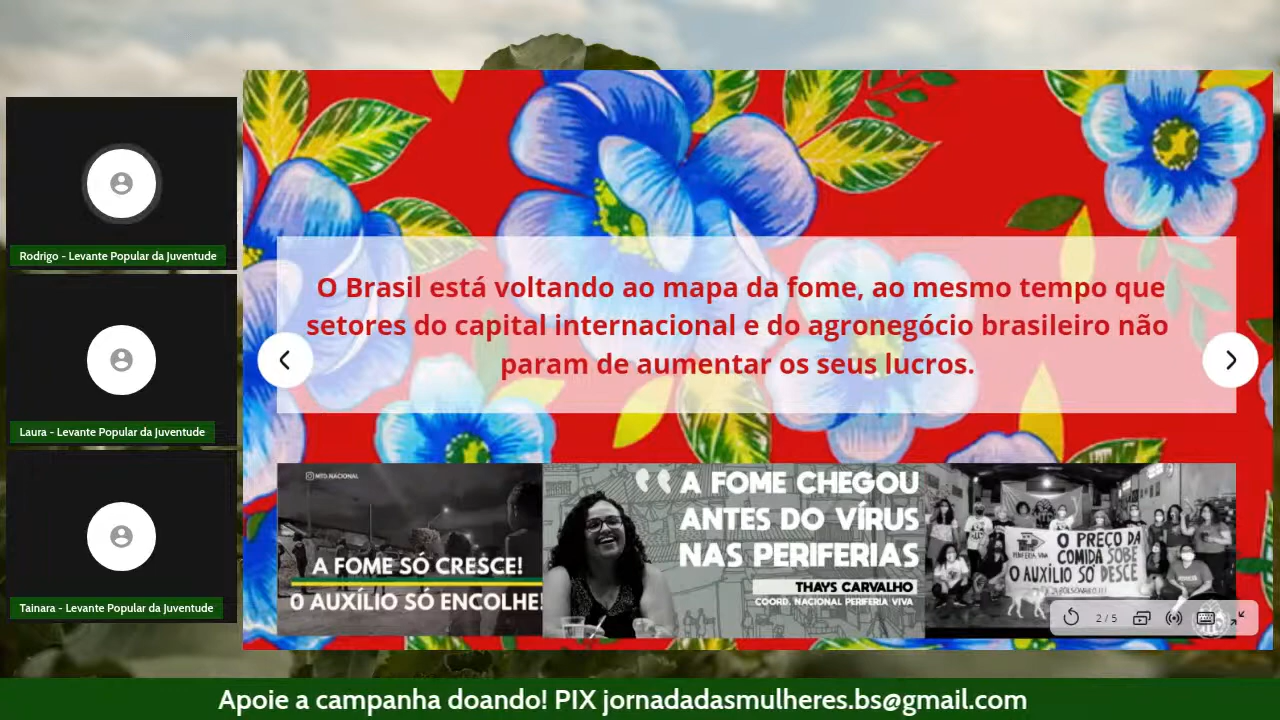 Rodrigo - Levante Popular da Juventude
Laura - Levante Popular da Juventude
Tainara - Levante Popular da Juventude
O Brasil está voltando ao mapa da fome, ao mesmo tempo que
setores do capital internacional e do agronegócio brasileiro não
param de aumentar os seus lucros.
MTD.NACIONAL
A FOME SÓ CRESCE!
O AUXÍLIO SÓ ENCOLHE!
A FOME CHEGOU
ANTES DO VÍRUS
NAS PERIFERIAS
THAYS CARVALHO
COORD. NACIONAL PERIFERIA VIVA
PERIFERIA VIVA
O PREÇO DA
COMIDA SOBE
O AUXÍLIO SÓ DESCE
2 / 5
Apoie a campanha doando! PIX jornadadasmulheres.bs@gmail.com